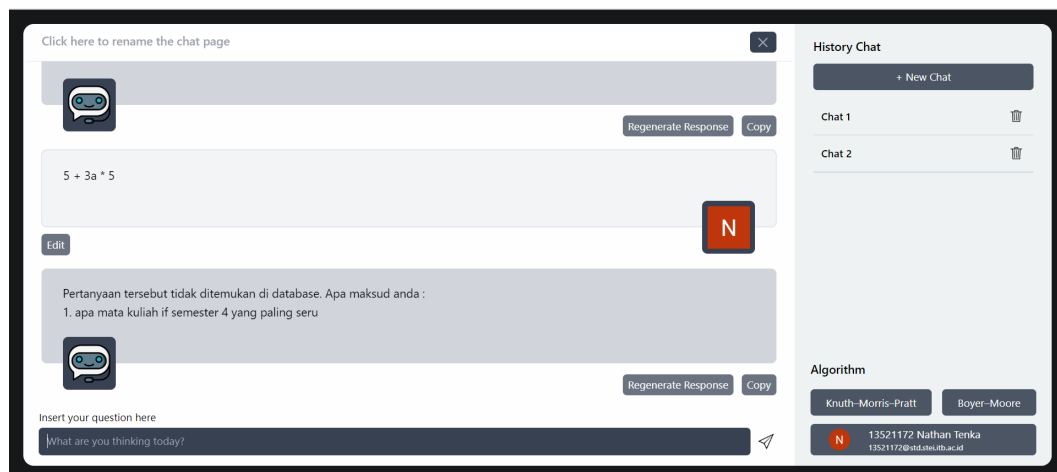 Click here to rename the chat page
Regenerate Response Copy
5 + 3a * 5
N
Edit
Pertanyaan tersebut tidak ditemukan di database. Apa maksud anda :
1. apa mata kuliah if semester 4 yang paling seru
Regenerate Response Copy
Insert your question here
What are you thinking today?
History Chat
+ New Chat
Chat 1
Chat 2
Algorithm
Knuth–Morris–Pratt Boyer–Moore
N 13521172 Nathan Tenka
13521172@std.stei.itb.ac.id